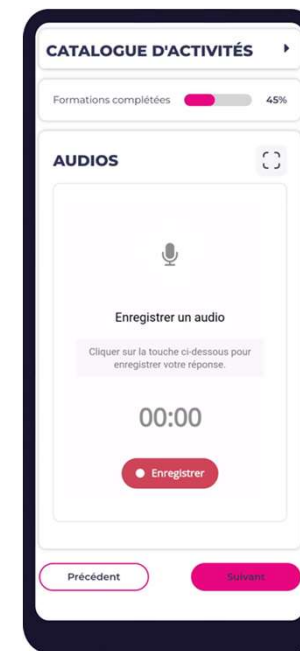 CATALOGUE D'ACTIVITÉS
Formations complétées 45%
AUDIOS
Enregistrer un audio
Cliquer sur la touche ci-dessous pour
enregistrer votre réponse.
00:00
Enregistrer
Précédent Suivant